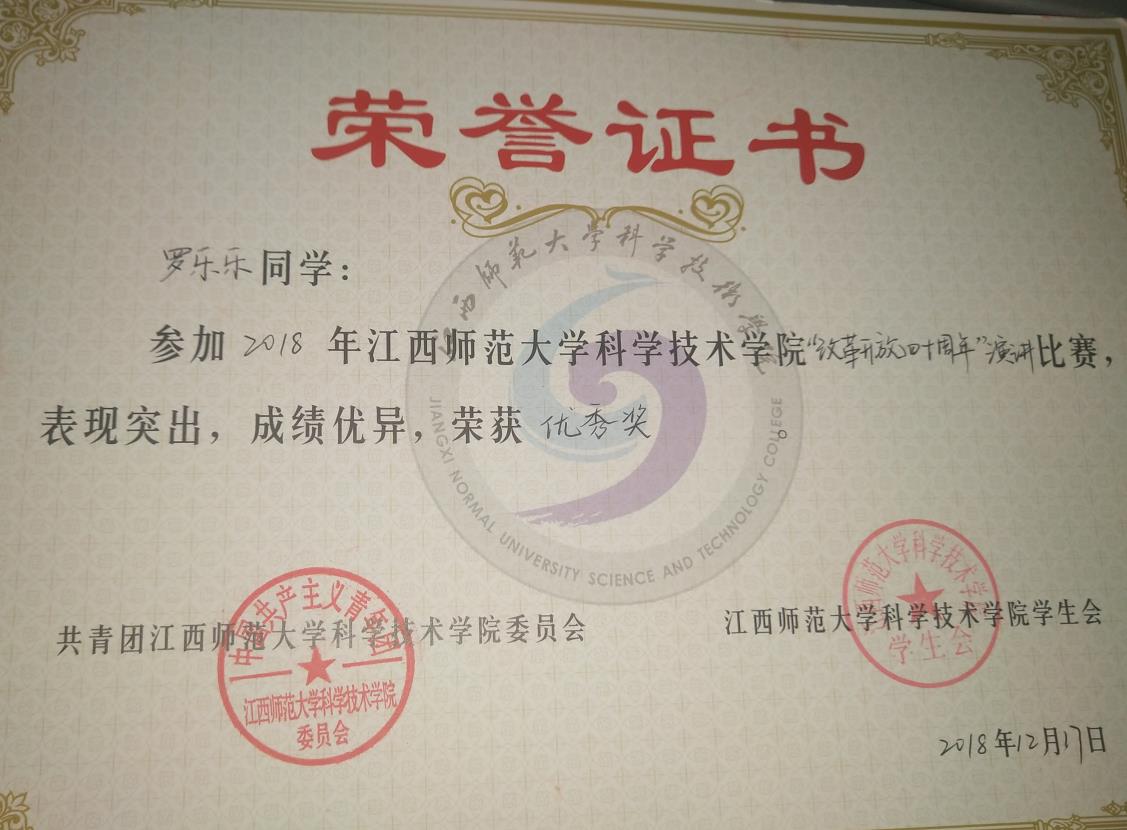 荣誉证书
江西师范大学科学技术学院
罗乐乐同学：
参加 2018 年江西师范大学科学技术学院“改革开放四十周年”演讲比赛，
表现突出，成绩优异，荣获 优秀奖 。
JIANGXI NORMAL UNIVERSITY SCIENCE AND TECHNOLOGY COLLEGE
共青团江西师范大学科学技术学院委员会
中国共产主义青年团
江西师范大学科学技术学院
委员会
江西师范大学科学技术学院学生会
江西师范大学科学技术学院
学生会
2018年12月17日